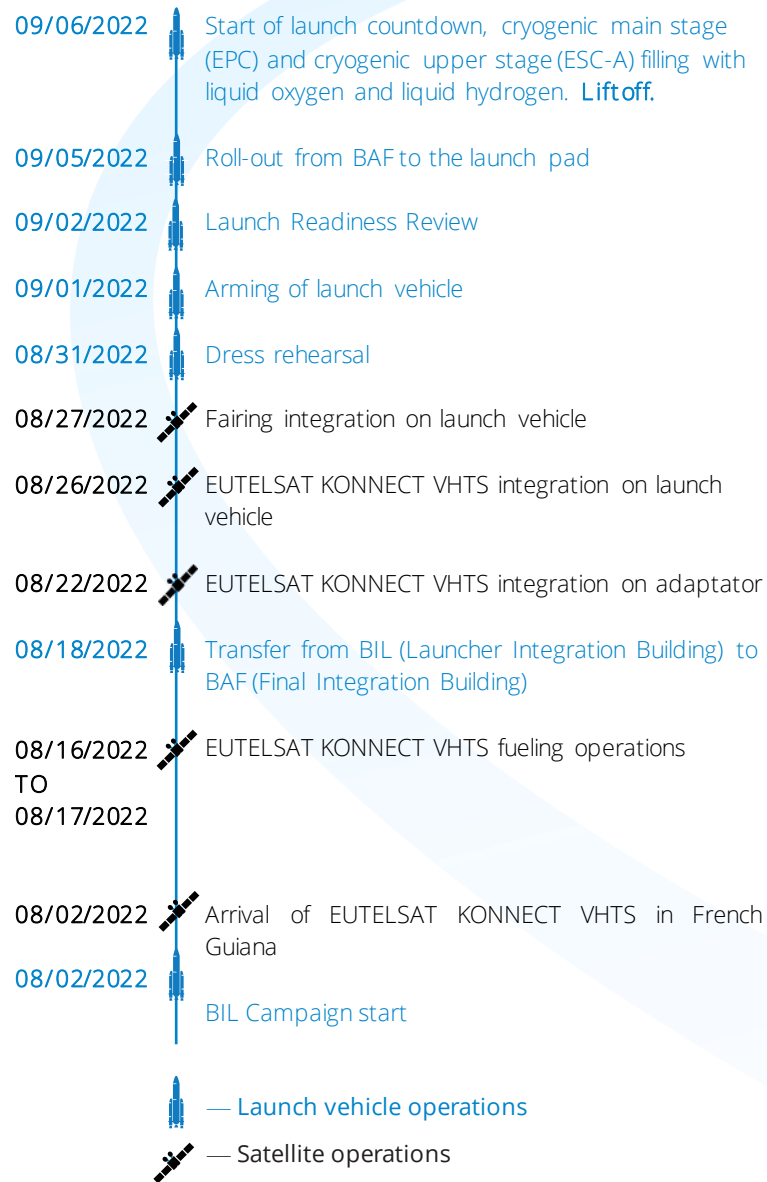 09/06/2022 Start of launch countdown, cryogenic main stage
(EPC) and cryogenic upper stage (ESC-A) filling with
liquid oxygen and liquid hydrogen. Liftoff.
09/05/2022 Roll-out from BAF to the launch pad
09/02/2022 Launch Readiness Review
09/01/2022 Arming of launch vehicle
08/31/2022 Dress rehearsal
08/27/2022 Fairing integration on launch vehicle
08/26/2022 EUTELSAT KONNECT VHTS integration on launch
vehicle
08/22/2022 EUTELSAT KONNECT VHTS integration on adaptator
08/18/2022 Transfer from BIL (Launcher Integration Building) to
BAF (Final Integration Building)
08/16/2022 EUTELSAT KONNECT VHTS fueling operations
TO
08/17/2022
08/02/2022 Arrival of EUTELSAT KONNECT VHTS in French
Guiana
08/02/2022
BIL Campaign start
— Launch vehicle operations
— Satellite operations